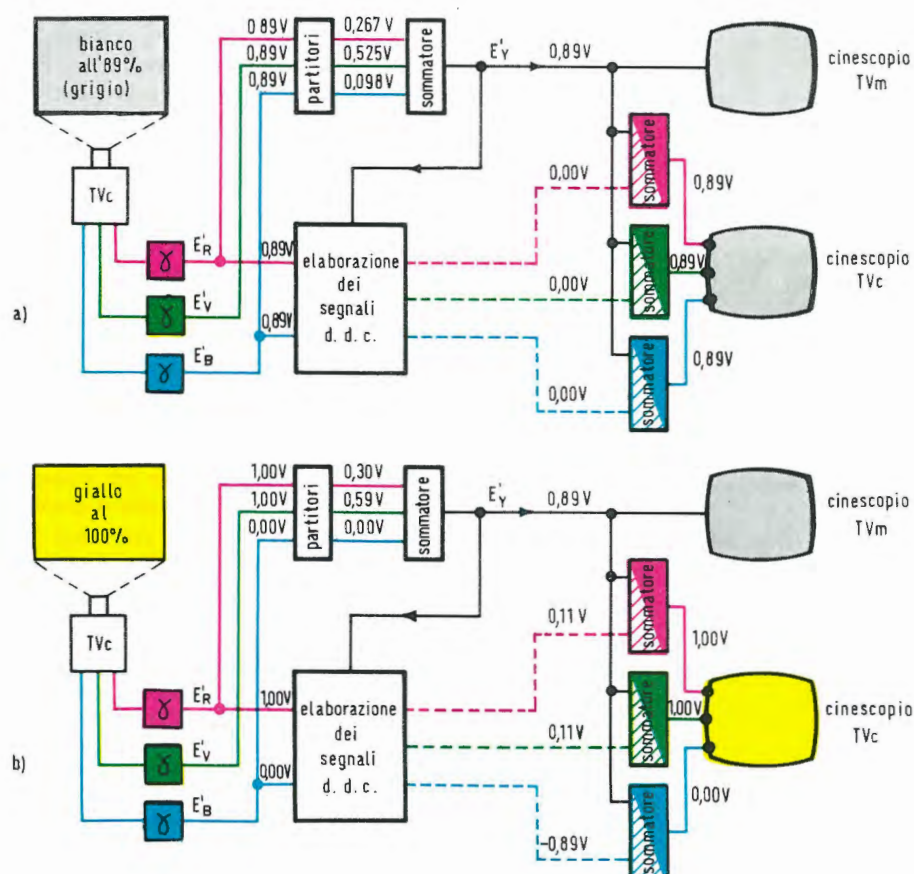 bianco
all'89%
(grigio)
TVc
γ
E'R
γ
E'V
γ
E'B
a)
0.89V
0,89V
0,89V
partitori
0,267 V
0,525V
0,098V
sommatore
E'Y
0,89V
0,89V
0,89V
elaborazione
dei
segnali
d. d. c.
0,00V
0,00V
0,00V
sommatore
sommatore
sommatore
0,89V
0,89V
0,89V
cinescopio
TVm
cinescopio
TVc
giallo
al
100%
TVc
γ
E'R
γ
E'V
γ
E'B
b)
1,00V
1,00V
0,00V
partitori
0,30V
0,59V
0,00V
sommatore
E'Y
0,89V
1,00V
0,00V
elaborazione
dei
segnali
d. d. c.
0,11V
0,11V
-0,89V
sommatore
sommatore
sommatore
1,00V
1,00V
0,00V
cinescopio
TVm
cinescopio
TVc